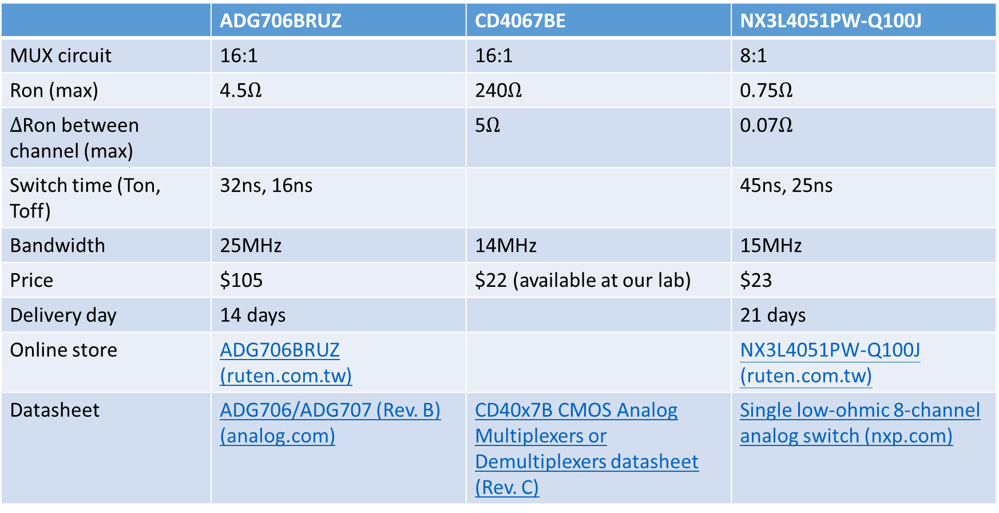 ADG706BRUZ CD4067BE NX3L4051PW-Q100J
MUX circuit 16:1 16:1 8:1
Ron (max) 4.5Ω 240Ω 0.75Ω
ΔRon between 5Ω 0.07Ω
channel (max)
Switch time (Ton, 32ns, 16ns 45ns, 25ns
Toff)
Bandwidth 25MHz 14MHz 15MHz
Price $105 $22 (available at our lab) $23
Delivery day 14 days 21 days
Online store ADG706BRUZ NX3L4051PW-Q100J
(ruten.com.tw) (ruten.com.tw)
Datasheet ADG706/ADG707 (Rev. B) CD40x7B CMOS Analog Single low-ohmic 8-channel
(analog.com) Multiplexers or analog switch (nxp.com)
Demultiplexers datasheet
(Rev. C)